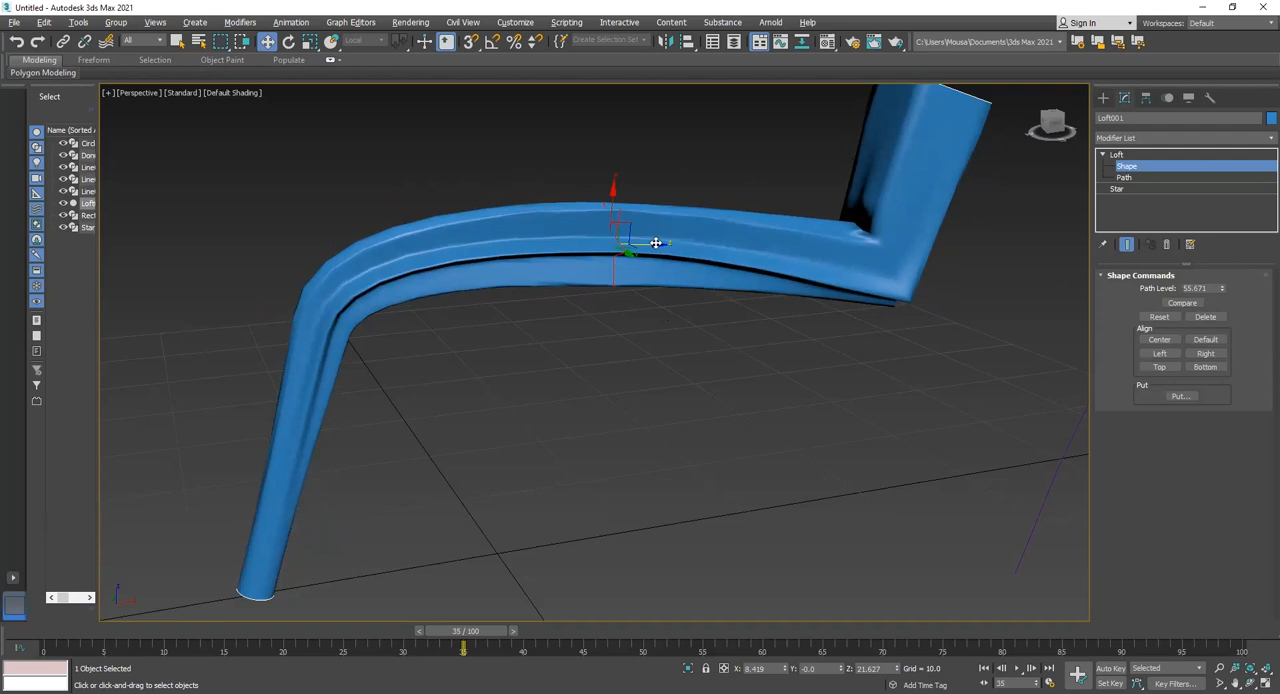 Untitled - Autodesk 3ds Max 2021
File Edit Tools Group Views Create Modifiers Animation Graph Editors Rendering Civil View Customize Scripting Interactive Content Substance Arnold Help Sign In Workspaces: Default
All Local Create Selection Set C:\Users\Mousa\Documents\3ds Max 2021
Modeling Freeform Selection Object Paint Populate
Polygon Modeling
Select
[+] [Perspective] [Standard] [Default Shading]
Name (Sorted A
Circl
Donu
Line
Line
Line
Loft
Rect
Star
Loft001
Modifier List
Loft
Shape
Path
Star
Shape Commands
Path Level: 55.671
Compare
Reset Delete
Align
Center Default
Left Right
Top Bottom
Put
Put...
35 / 100
0 5 10 15 20 25 30 35 40 45 50 55 60 65 70 75 80 85 90 95 100
1 Object Selected
Click or click-and-drag to select objects
X: 8.419 Y: -0.0 Z: 21.627 Grid = 10.0
Add Time Tag
35
Auto Key Selected
Set Key Key Filters...